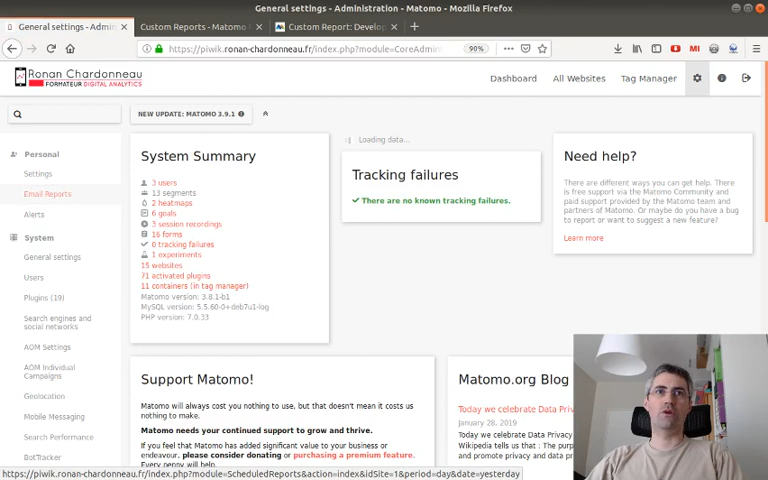 General settings - Administration - Matomo - Mozilla Firefox
General settings - Admi
Custom Reports - Matomo
Custom Report: Develop
https://piwik.ronan-chardonneau.fr/index.php?module=CoreAdmin
90%
Ronan Chardonneau
FORMATEUR DIGITAL ANALYTICS
Dashboard
All Websites
Tag Manager
NEW UPDATE: MATOMO 3.9.1
Personal
Settings
Email Reports
Alerts
System
General settings
Users
Plugins (19)
Search engines and
social networks
AOM Settings
AOM Individual
Campaigns
Geolocation
Mobile Messaging
Search Performance
BotTracker
System Summary
3 users
13 segments
2 heatmaps
6 goals
3 session recordings
16 forms
0 tracking failures
1 experiments
15 websites
71 activated plugins
11 containers (in tag manager)
Matomo version: 3.8.1-b1
MySQL version: 5.5.60-0+deb7u1-log
PHP version: 7.0.33
Loading data...
Tracking failures
There are no known tracking failures.
Need help?
There are different ways you can get help. There
is free support via the Matomo Community and
paid support provided by the Matomo team and
partners of Matomo. Or maybe do you have a bug
to report or want to suggest a new feature?
Learn more
Support Matomo!
Matomo will always cost you nothing to use, but that doesn't mean it costs us
nothing to make.
Matomo needs your continued support to grow and thrive.
If you feel that Matomo has added significant value to your business or
endeavour, please consider donating or purchasing a premium feature.
Every penny will help.
Matomo.org Blog
Today we celebrate Data Priv
January 28, 2019
Wikipedia tells us that : The purp
and promote privacy and data pr
https://piwik.ronan-chardonneau.fr/index.php?module=ScheduledReports&action=index&idSite=1&period=day&date=yesterday